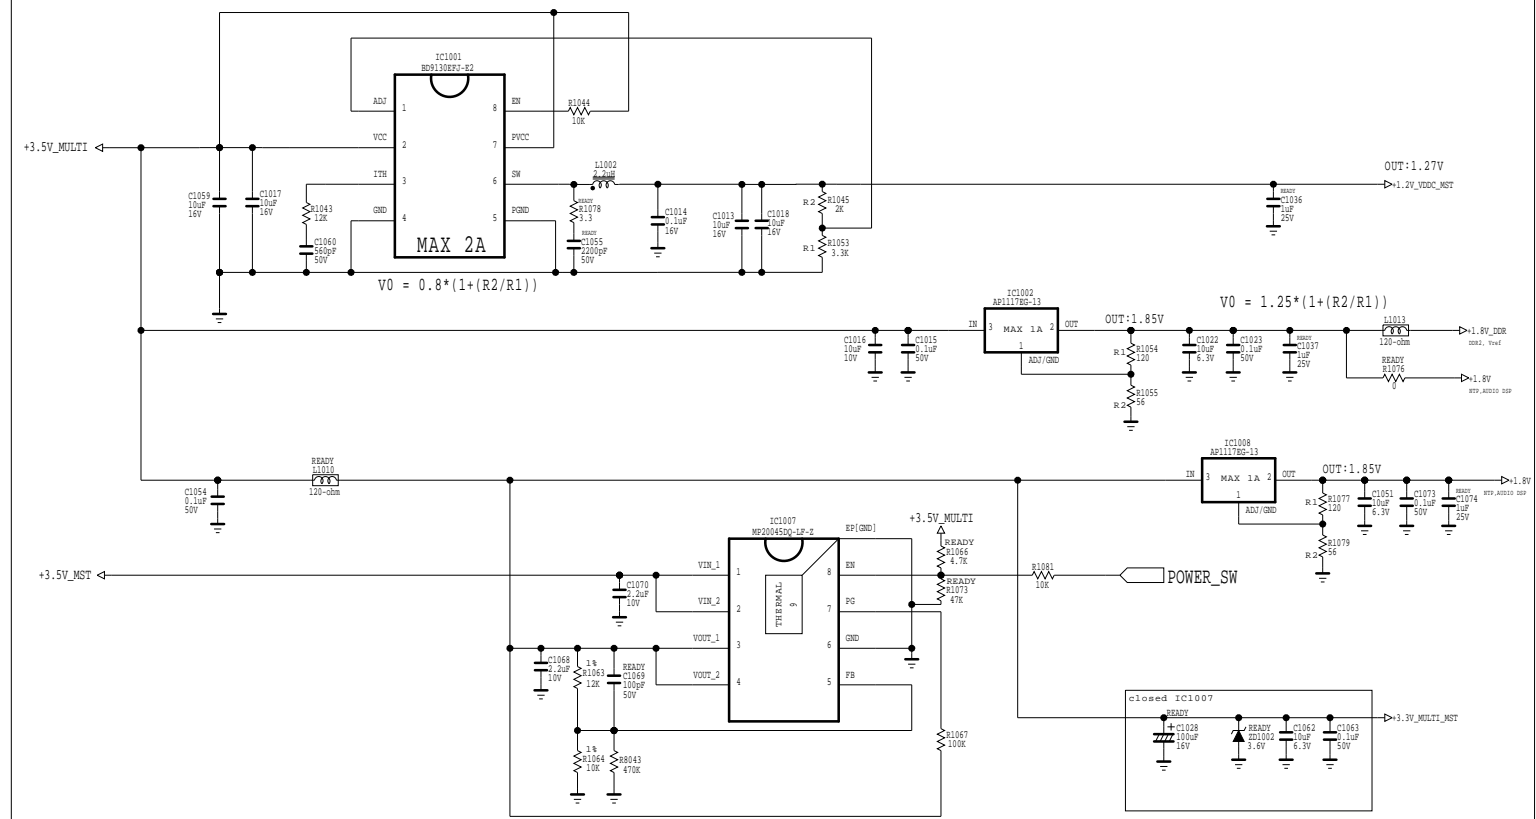 IC1001
BD9130EFJ-E2
ADJ
1
8
EN
R1044
10K
+3.5V_MULTI
VCC
2
7
PVCC
ITH
3
6
SW
L1002
2.2uH
GND
4
5
PGND
MAX 2A
C1059
10uF
16V
C1017
10uF
16V
R1043
12K
C1060
560pF
50V
READY
R1078
3.3
READY
C1055
2200pF
50V
C1014
0.1uF
16V
C1013
10uF
16V
C1018
10uF
16V
R2
R1045
2K
R1
R1053
3.3K
OUT:1.27V
+1.2V_VDDC_MST
READY
C1036
1uF
25V
V0 = 0.8*(1+(R2/R1))
IC1002
AP1117EG-13
IN
3
MAX 1A
2
OUT
1
ADJ/GND
C1016
10uF
10V
C1015
0.1uF
50V
OUT:1.85V
V0 = 1.25*(1+(R2/R1))
R1
R1054
120
R2
R1055
56
C1022
10uF
6.3V
C1023
0.1uF
50V
READY
C1037
1uF
25V
L1013
120-ohm
+1.8V_DDR
DDR2, Vref
READY
R1076
0
+1.8V
NTP,AUDIO DSP
C1054
0.1uF
50V
READY
L1010
120-ohm
IC1008
AP1117EG-13
IN
3
MAX 1A
2
OUT
1
ADJ/GND
OUT:1.85V
R1
R1077
120
R2
R1079
56
C1051
10uF
6.3V
C1073
0.1uF
50V
READY
C1074
1uF
25V
+1.8V
NTP,AUDIO DSP
IC1007
MP20045DQ-LF-Z
EP[GND]
+3.5V_MULTI
READY
R1066
4.7K
+3.5V_MST
C1070
2.2uF
10V
VIN_1
1
8
EN
VIN_2
2
7
PG
VOUT_1
3
6
GND
VOUT_2
4
5
FB
THERMAL
9
READY
R1073
47K
R1081
10K
POWER_SW
C1068
2.2uF
10V
1%
R1063
12K
READY
C1069
100pF
50V
1%
R1064
10K
R8043
470K
R1067
100K
closed IC1007
READY
+
C1028
100uF
16V
READY
ZD1002
3.6V
C1062
10uF
6.3V
C1063
0.1uF
50V
+3.3V_MULTI_MST